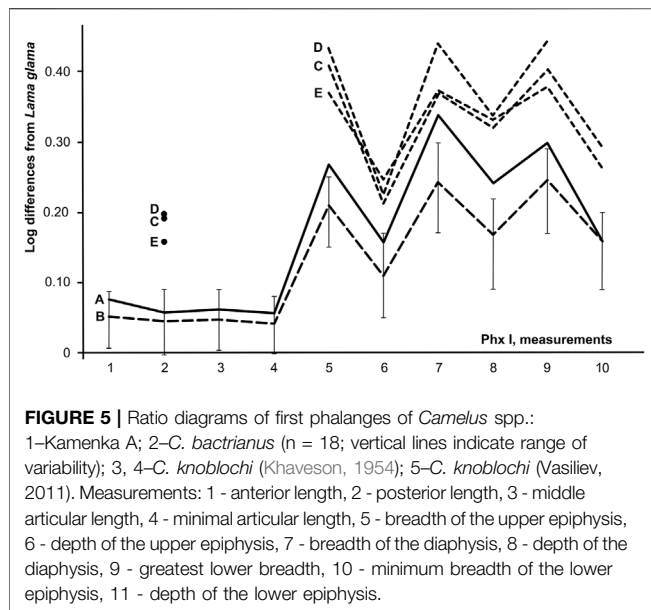 Log differences from Lama glama
0.40
0.30
0.20
0.10
0
D
C
E
D
C
E
A
B
Phx I, measurements
1 2 3 4 5 6 7 8 9 10
FIGURE 5 | Ratio diagrams of first phalanges of Camelus spp.:
1–Kamenka A; 2–C. bactrianus (n = 18; vertical lines indicate range of
variability); 3, 4–C. knoblochi (Khaveson, 1954); 5–C. knoblochi (Vasiliev,
2011). Measurements: 1 - anterior length, 2 - posterior length, 3 - middle
articular length, 4 - minimal articular length, 5 - breadth of the upper epiphysis,
6 - depth of the upper epiphysis, 7 - breadth of the diaphysis, 8 - depth of the
diaphysis, 9 - greatest lower breadth, 10 - minimum breadth of the lower
epiphysis, 11 - depth of the lower epiphysis.